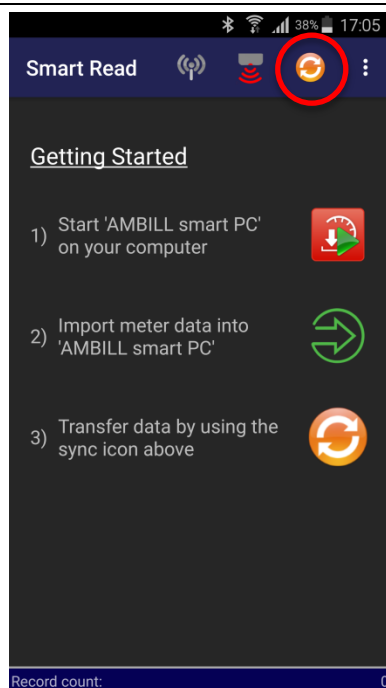 38% 17:05
Smart Read
Getting Started
1) Start 'AMBILL smart PC'
on your computer
2) Import meter data into
'AMBILL smart PC'
3) Transfer data by using the
sync icon above
Record count: 0